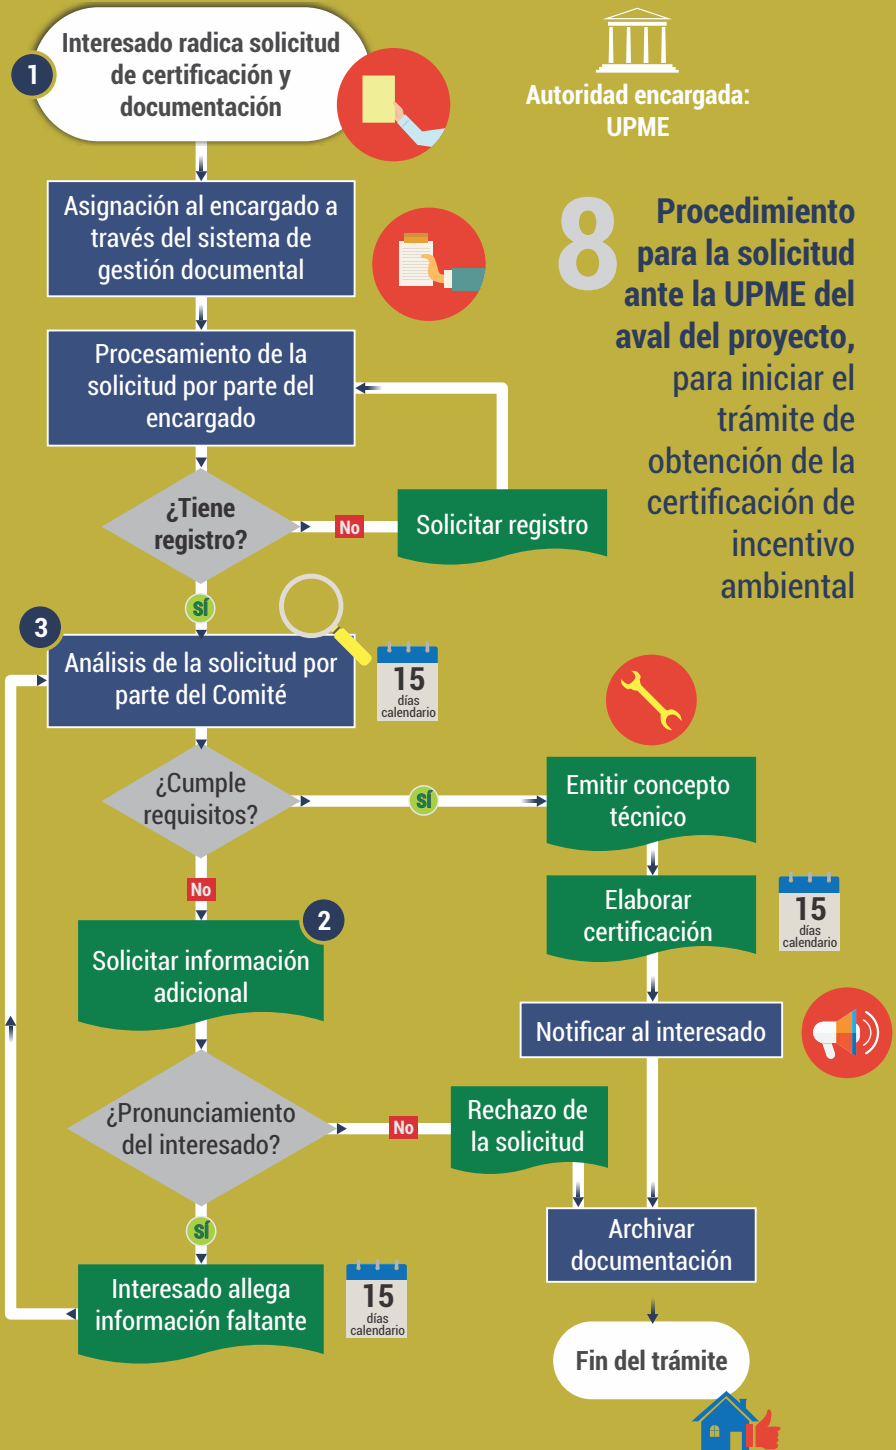 1
Interesado radica solicitud
de certificación y
documentación
Autoridad encargada:
UPME
8
Procedimiento
para la solicitud
ante la UPME del
aval del proyecto,
para iniciar el
trámite de
obtención de la
certificación de
incentivo
ambiental
Asignación al encargado a
través del sistema de
gestión documental
Procesamiento de la
solicitud por parte del
encargado
¿Tiene
registro?
No
Solicitar registro
SÍ
3
Análisis de la solicitud por
parte del Comité
15
días
calendario
¿Cumple
requisitos?
SÍ
Emitir concepto
técnico
Elaborar
certificación
15
días
calendario
Notificar al interesado
No
2
Solicitar información
adicional
¿Pronunciamiento
del interesado?
No
Rechazo de
la solicitud
SÍ
Interesado allega
información faltante
15
días
calendario
Archivar
documentación
Fin del trámite